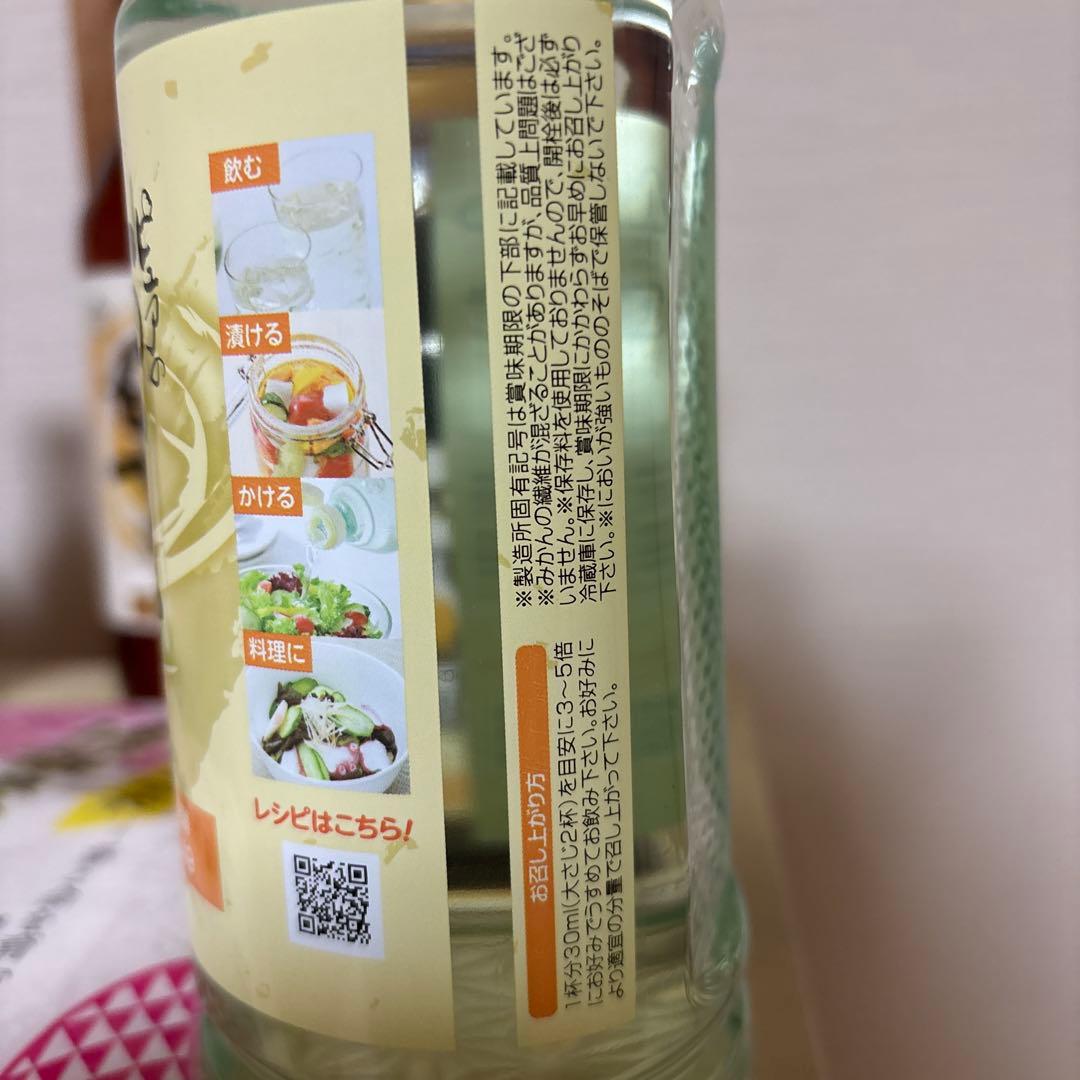 飲む
漬ける
かける
料理に
レシピはこちら!
※製造所固有記号は賞味期限の下部に記載しています。
※みかんの繊維が混ざることがありますが、品質上問題はござ
いません。※保存料を使用しておりませんので、開栓後は必ず
冷蔵庫に保存し、賞味期限にかかわらずお早めにお召し上がり
下さい。※においが強いもののそばで保管しないで下さい。
お召し上がり方
1杯分30ml(大さじ2杯)を目安に3〜5倍
にお好みでうすめてお飲み下さい。お好みに
より適宜の分量で召し上がって下さい。